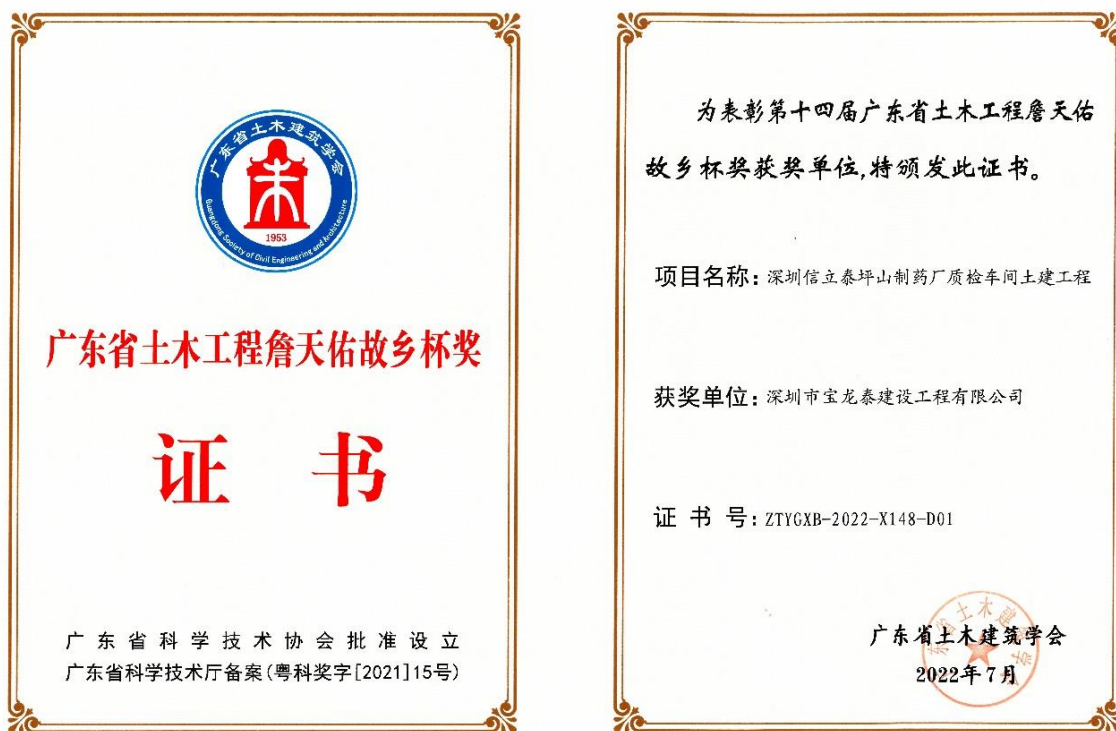 广东省土木建筑学会
1953
Guangdong Society of Civil Engineering and Architecture
广东省土木工程詹天佑故乡杯奖
证 书
广东省科学技术协会批准设立
广东省科学技术厅备案(粤科奖字[2021]15号)
为表彰第十四届广东省土木工程詹天佑
故乡杯奖获奖单位,特颁发此证书。
项目名称:深圳信立泰坪山制药厂质检车间土建工程
获奖单位:深圳市宝龙泰建设工程有限公司
证 书 号:ZTYGXB-2022-X148-D01
广东省土木建筑学会
2022年7月